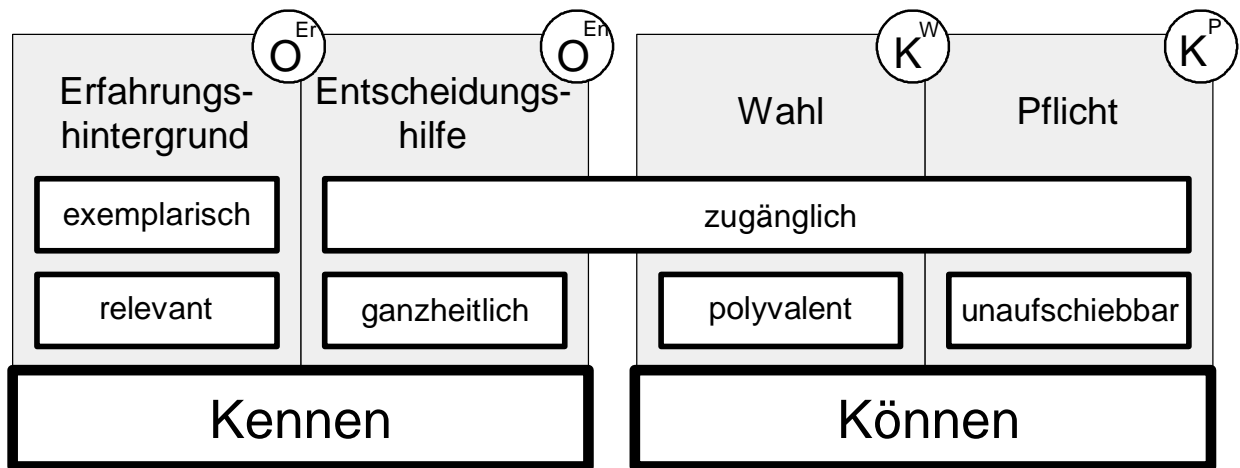 O^Er
O^En
K^W
K^P
Erfahrungs-
hintergrund
Entscheidungs-
hilfe
Wahl
Pflicht
exemplarisch
zugänglich
relevant
ganzheitlich
polyvalent
unaufschiebbar
Kennen
Können